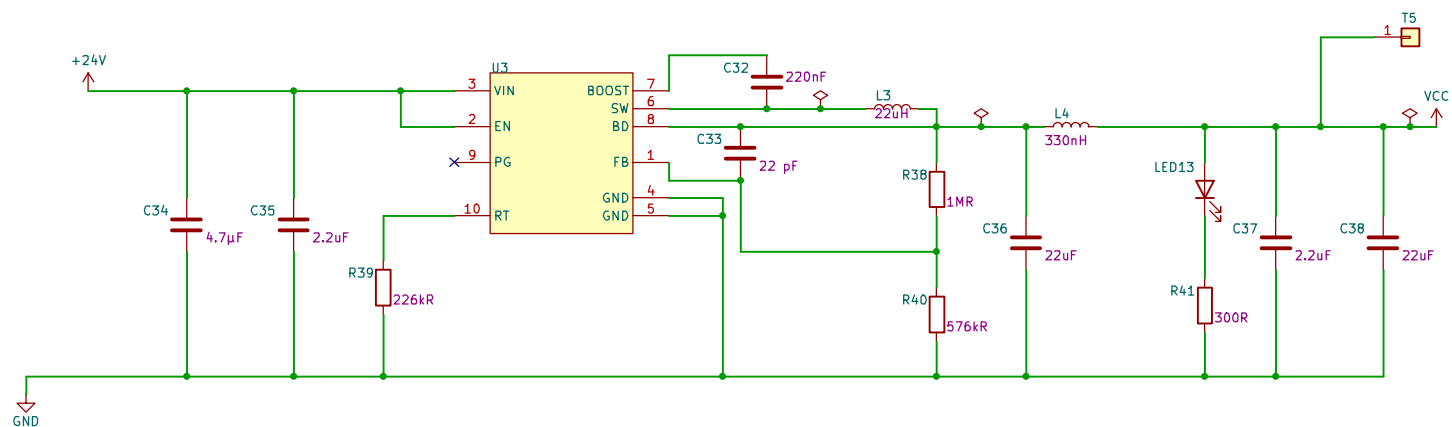 T5
1
+24V
U3
C32
220nF
3
VIN
BOOST
7
SW
6
L3
22uH
VCC
2
EN
BD
8
L4
330nH
C33
22 pF
9
PG
FB
1
LED13
R38
1MR
GND
4
10
RT
GND
5
C34
4.7µF
C35
2.2uF
C36
22uF
C37
2.2uF
C38
22uF
R39
226kR
R40
576kR
R41
300R
GND